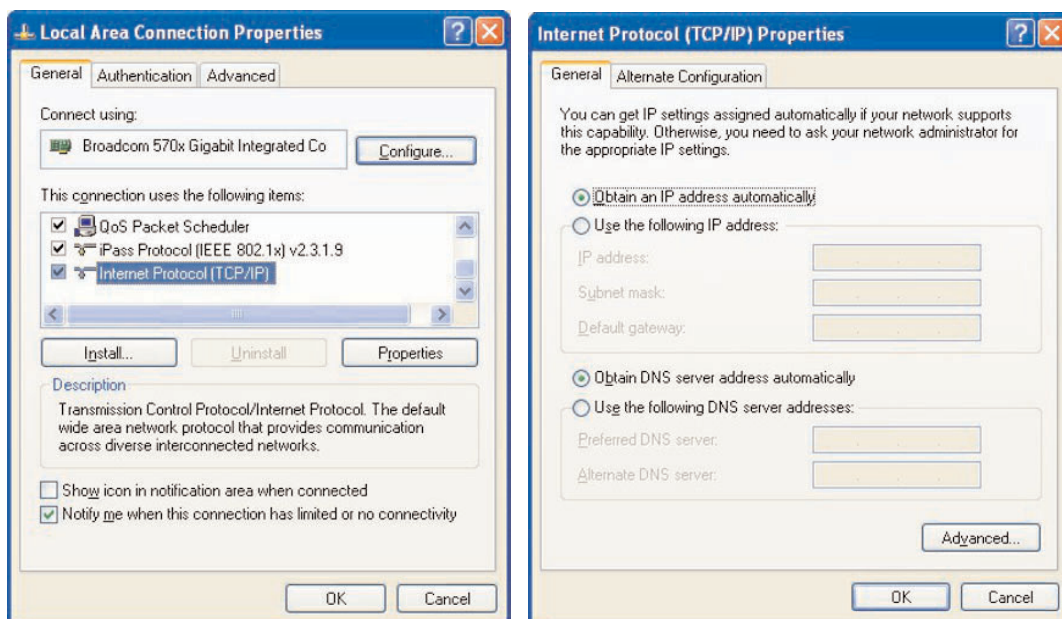 Local Area Connection Properties
General
Authentication
Advanced
Connect using:
Broadcom 570x Gigabit Integrated Co
Configure...
This connection uses the following items:
QoS Packet Scheduler
iPass Protocol (IEEE 802.1x) v2.3.1.9
Internet Protocol (TCP/IP)
Install...
Uninstall
Properties
Description
Transmission Control Protocol/Internet Protocol. The default
wide area network protocol that provides communication
across diverse interconnected networks.
Show icon in notification area when connected
Notify me when this connection has limited or no connectivity
OK
Cancel
Internet Protocol (TCP/IP) Properties
General
Alternate Configuration
You can get IP settings assigned automatically if your network supports
this capability. Otherwise, you need to ask your network administrator for
the appropriate IP settings.
Obtain an IP address automatically
Use the following IP address:
IP address:
Subnet mask:
Default gateway:
Obtain DNS server address automatically
Use the following DNS server addresses:
Preferred DNS server:
Alternate DNS server:
Advanced...
OK
Cancel